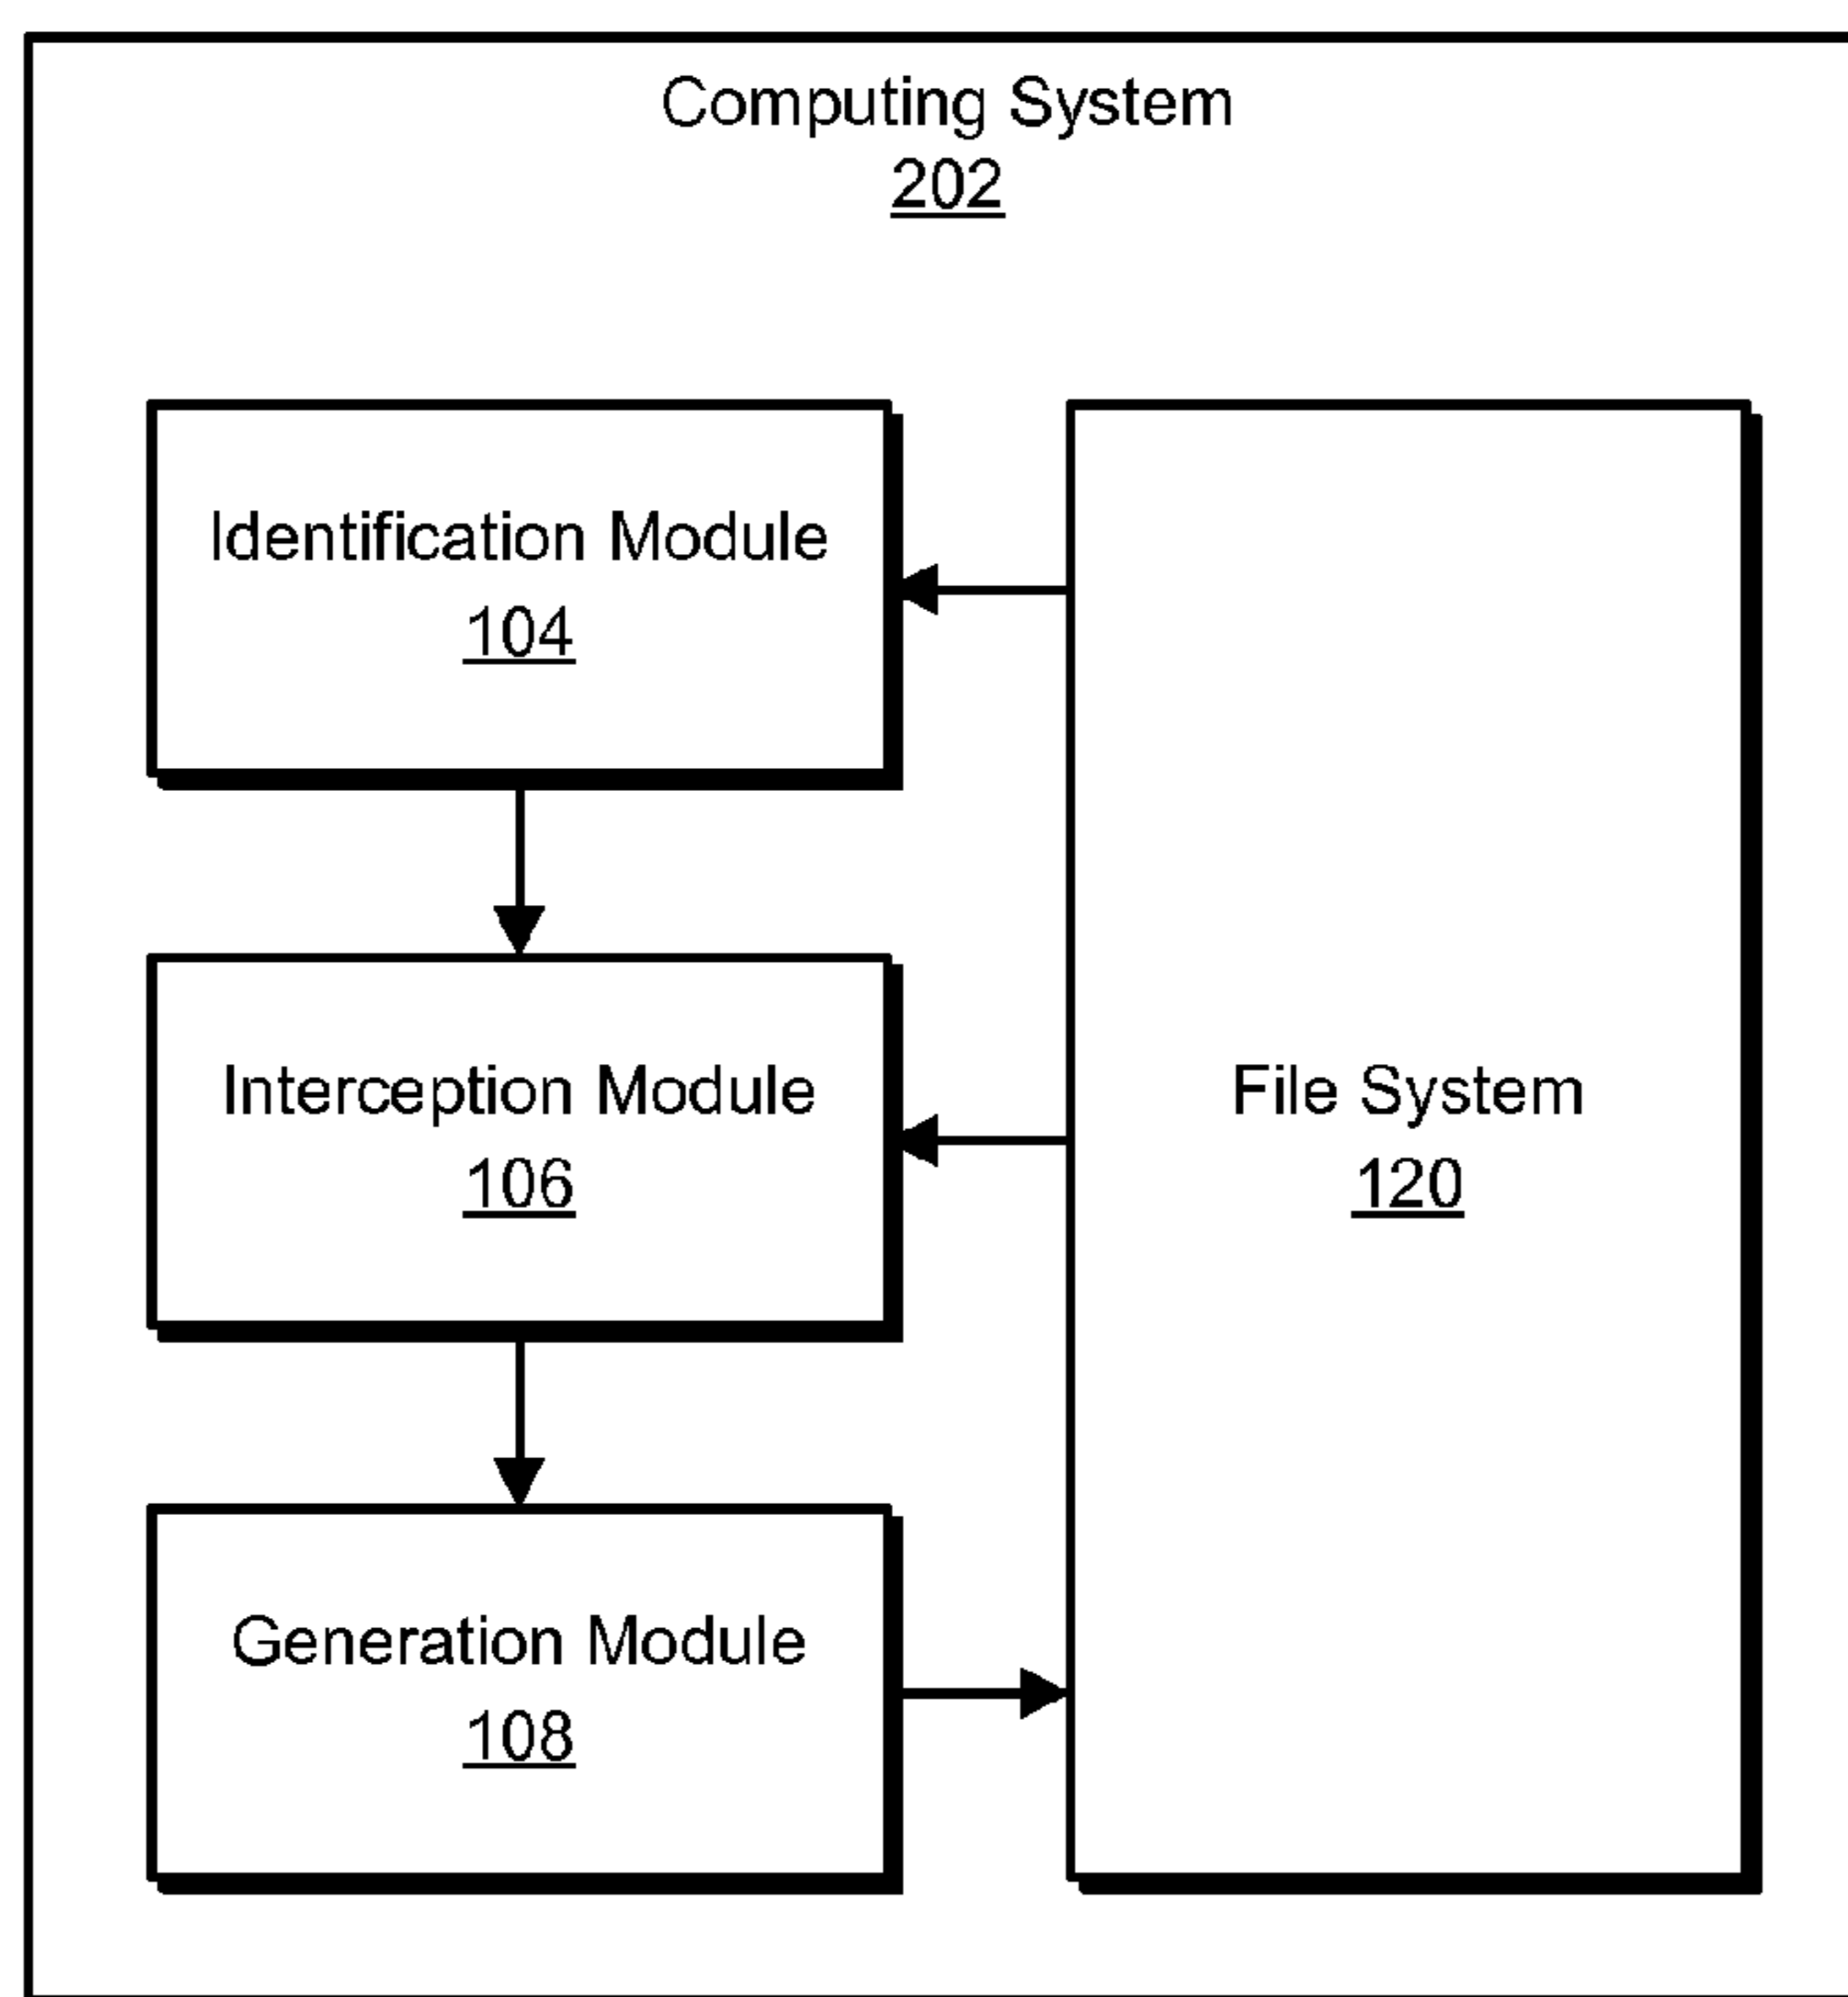 Computing System
202
Identification Module
104
Interception Module
106
File System
120
Generation Module
108